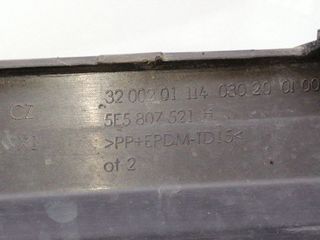 32 002 01 114 030 20 01 00
CZ 5E5 807 521
>PP+EPDM-TD15<
of 2